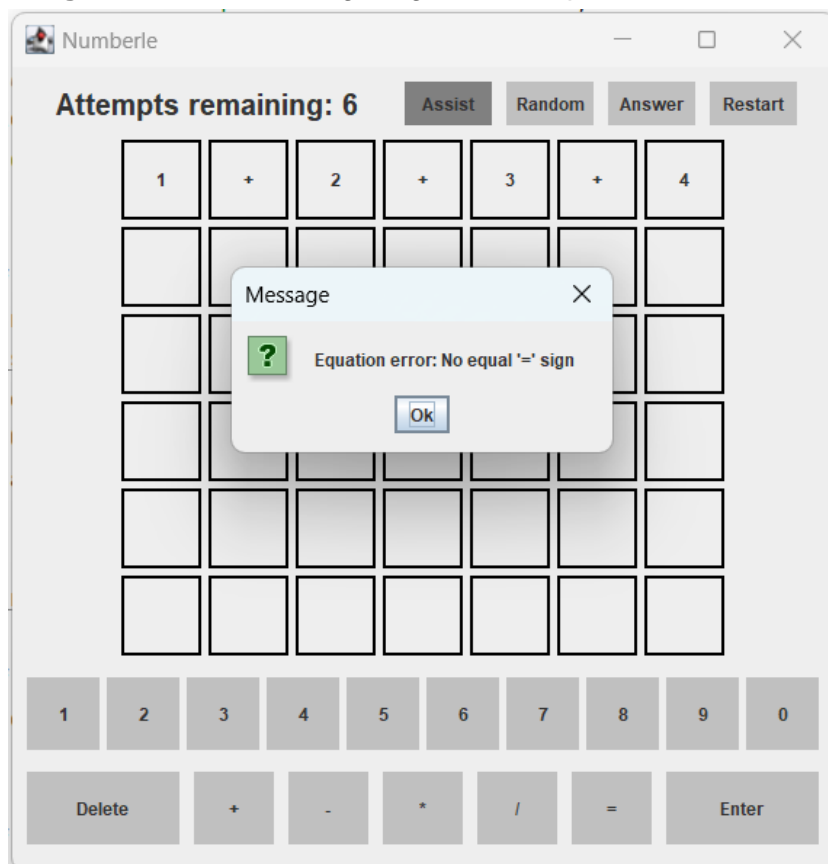 Numberle
Attempts remaining: 6 Assist Random Answer Restart
1 + 2 + 3 + 4
Message
? Equation error: No equal '=' sign
Ok
1 2 3 4 5 6 7 8 9 0
Delete + - * / = Enter